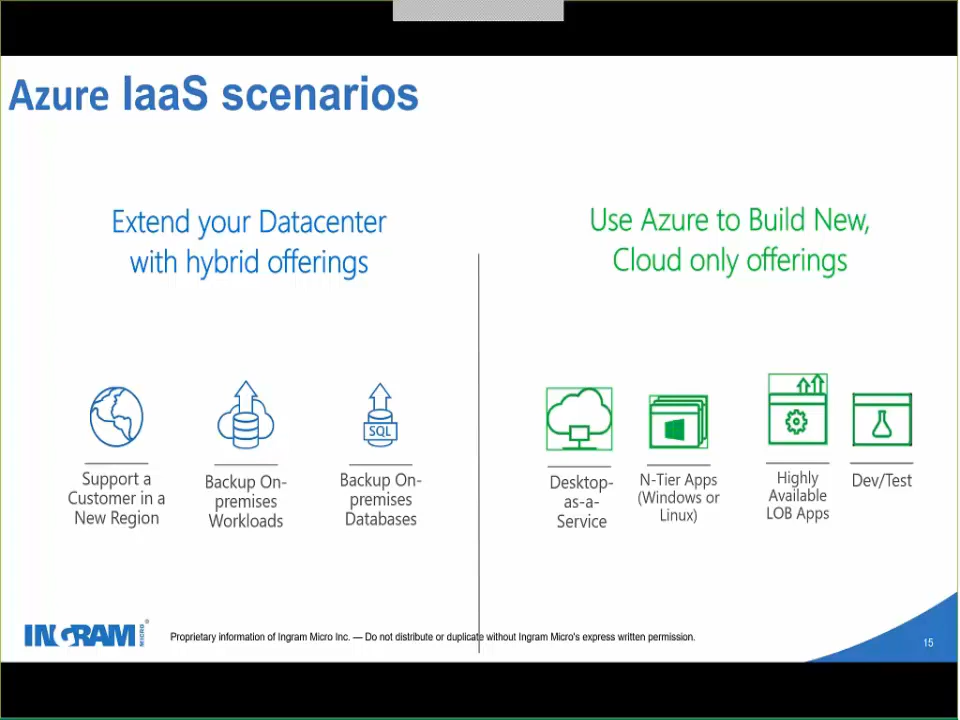 Azure IaaS scenarios
Extend your Datacenter
with hybrid offerings
Use Azure to Build New,
Cloud only offerings
SQL
Support a
Customer in a
New Region
Backup On-
premises
Workloads
Backup On-
premises
Databases
Desktop-
as-a-
Service
N-Tier Apps
(Windows or
Linux)
Highly
Available
LOB Apps
Dev/Test
INGRAM MICRO®
Proprietary information of Ingram Micro Inc. — Do not distribute or duplicate without Ingram Micro's express written permission.
15